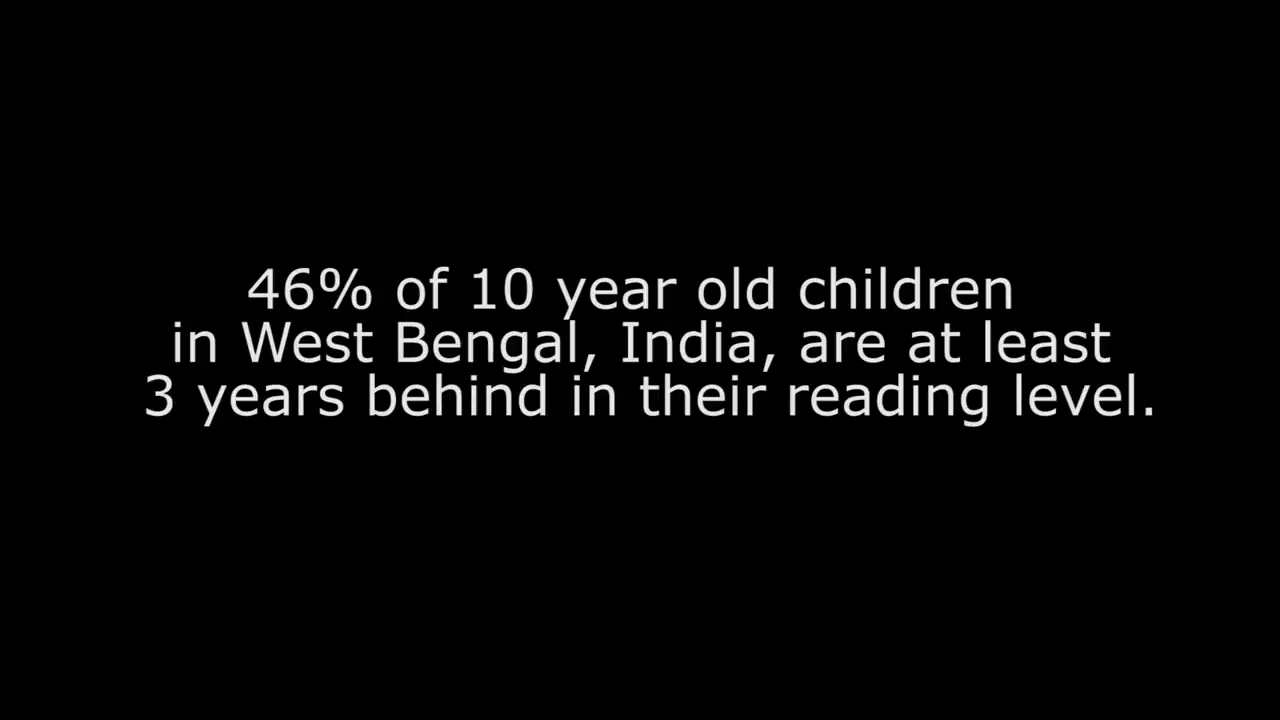 46% of 10 year old children
in West Bengal, India, are at least
3 years behind in their reading level.